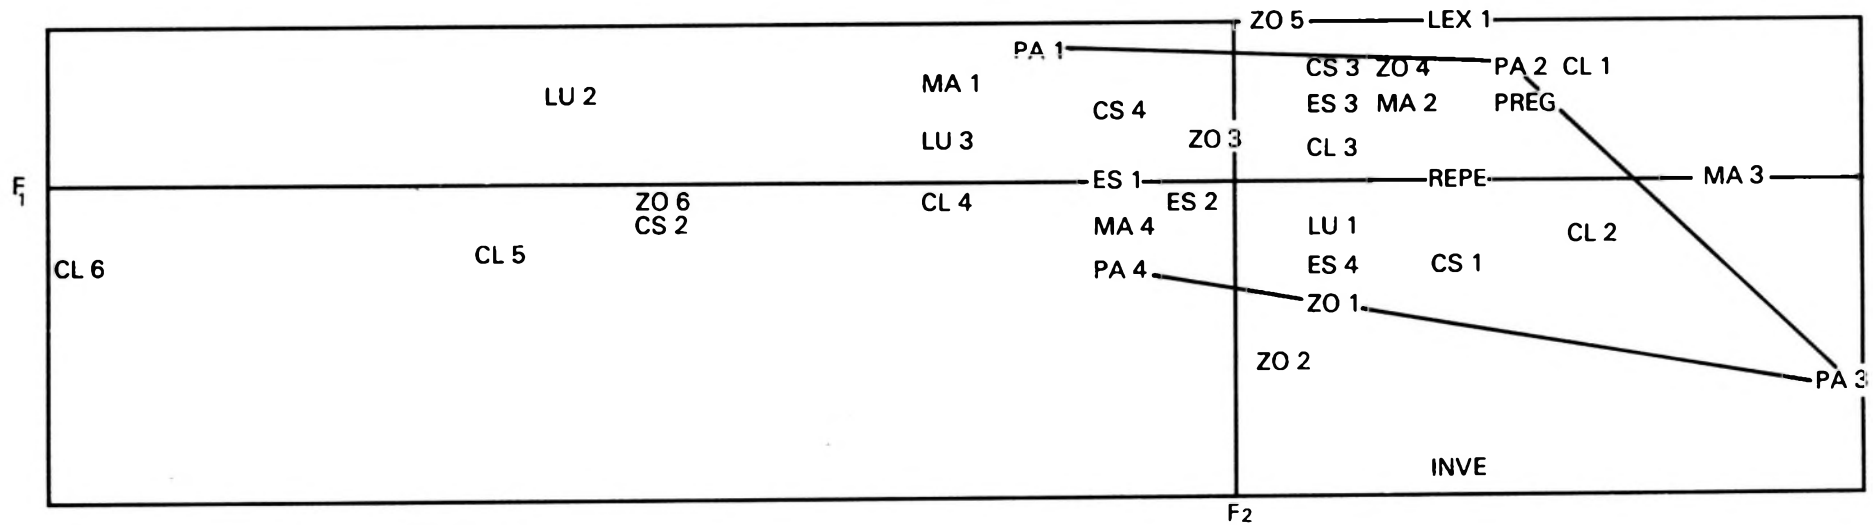 ZO 5 LEX 1
PA 1
CS 3 ZO 4 PA 2 CL 1
LU 2 MA 1 ES 3 MA 2 PREG
CS 4
LU 3 ZO 3 CL 3
F1 ES 1 REPE MA 3
ZO 6 CL 4 ES 2
CS 2 MA 4 LU 1 CL 2
CL 5
CL 6 PA 4 ES 4 CS 1
ZO 1
ZO 2
PA 3
INVE
F2